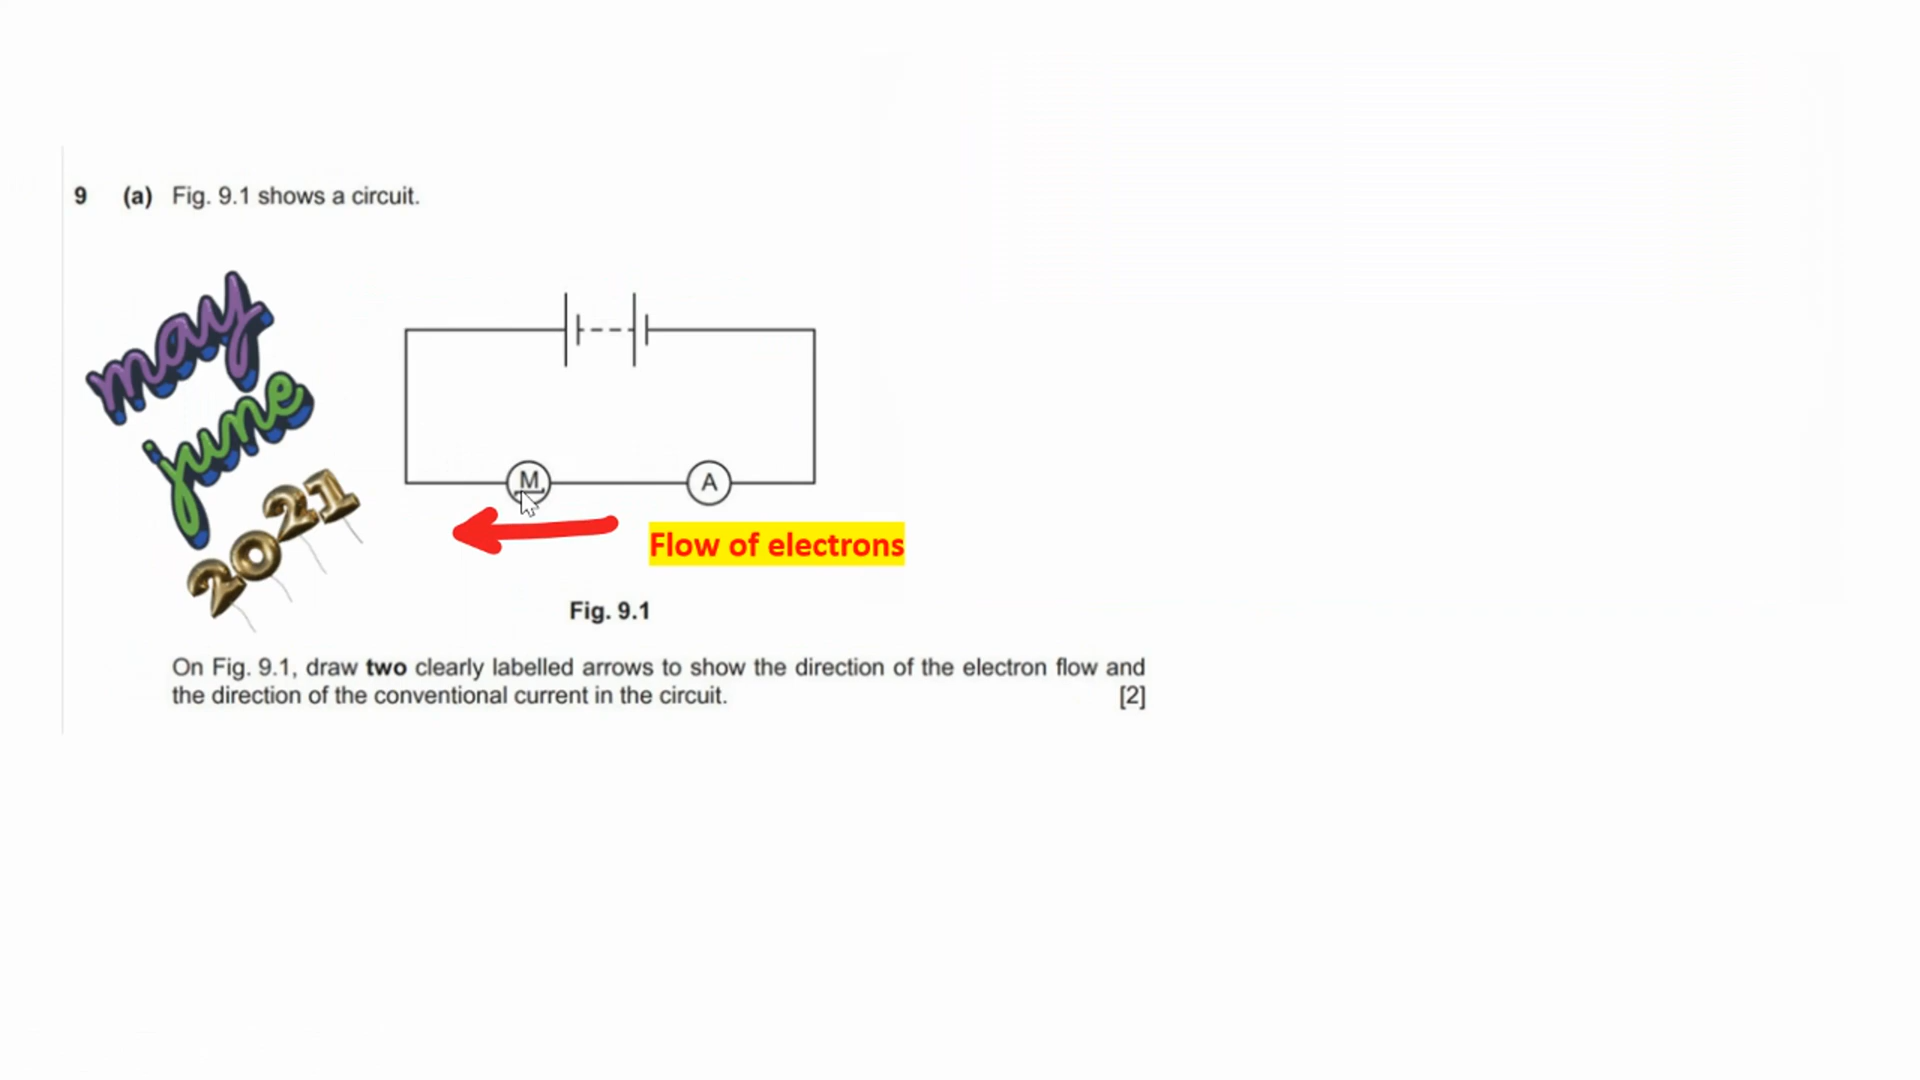 9 (a) Fig. 9.1 shows a circuit.
may
june
2021
M
A
Flow of electrons
Fig. 9.1
On Fig. 9.1, draw two clearly labelled arrows to show the direction of the electron flow and
the direction of the conventional current in the circuit. [2]